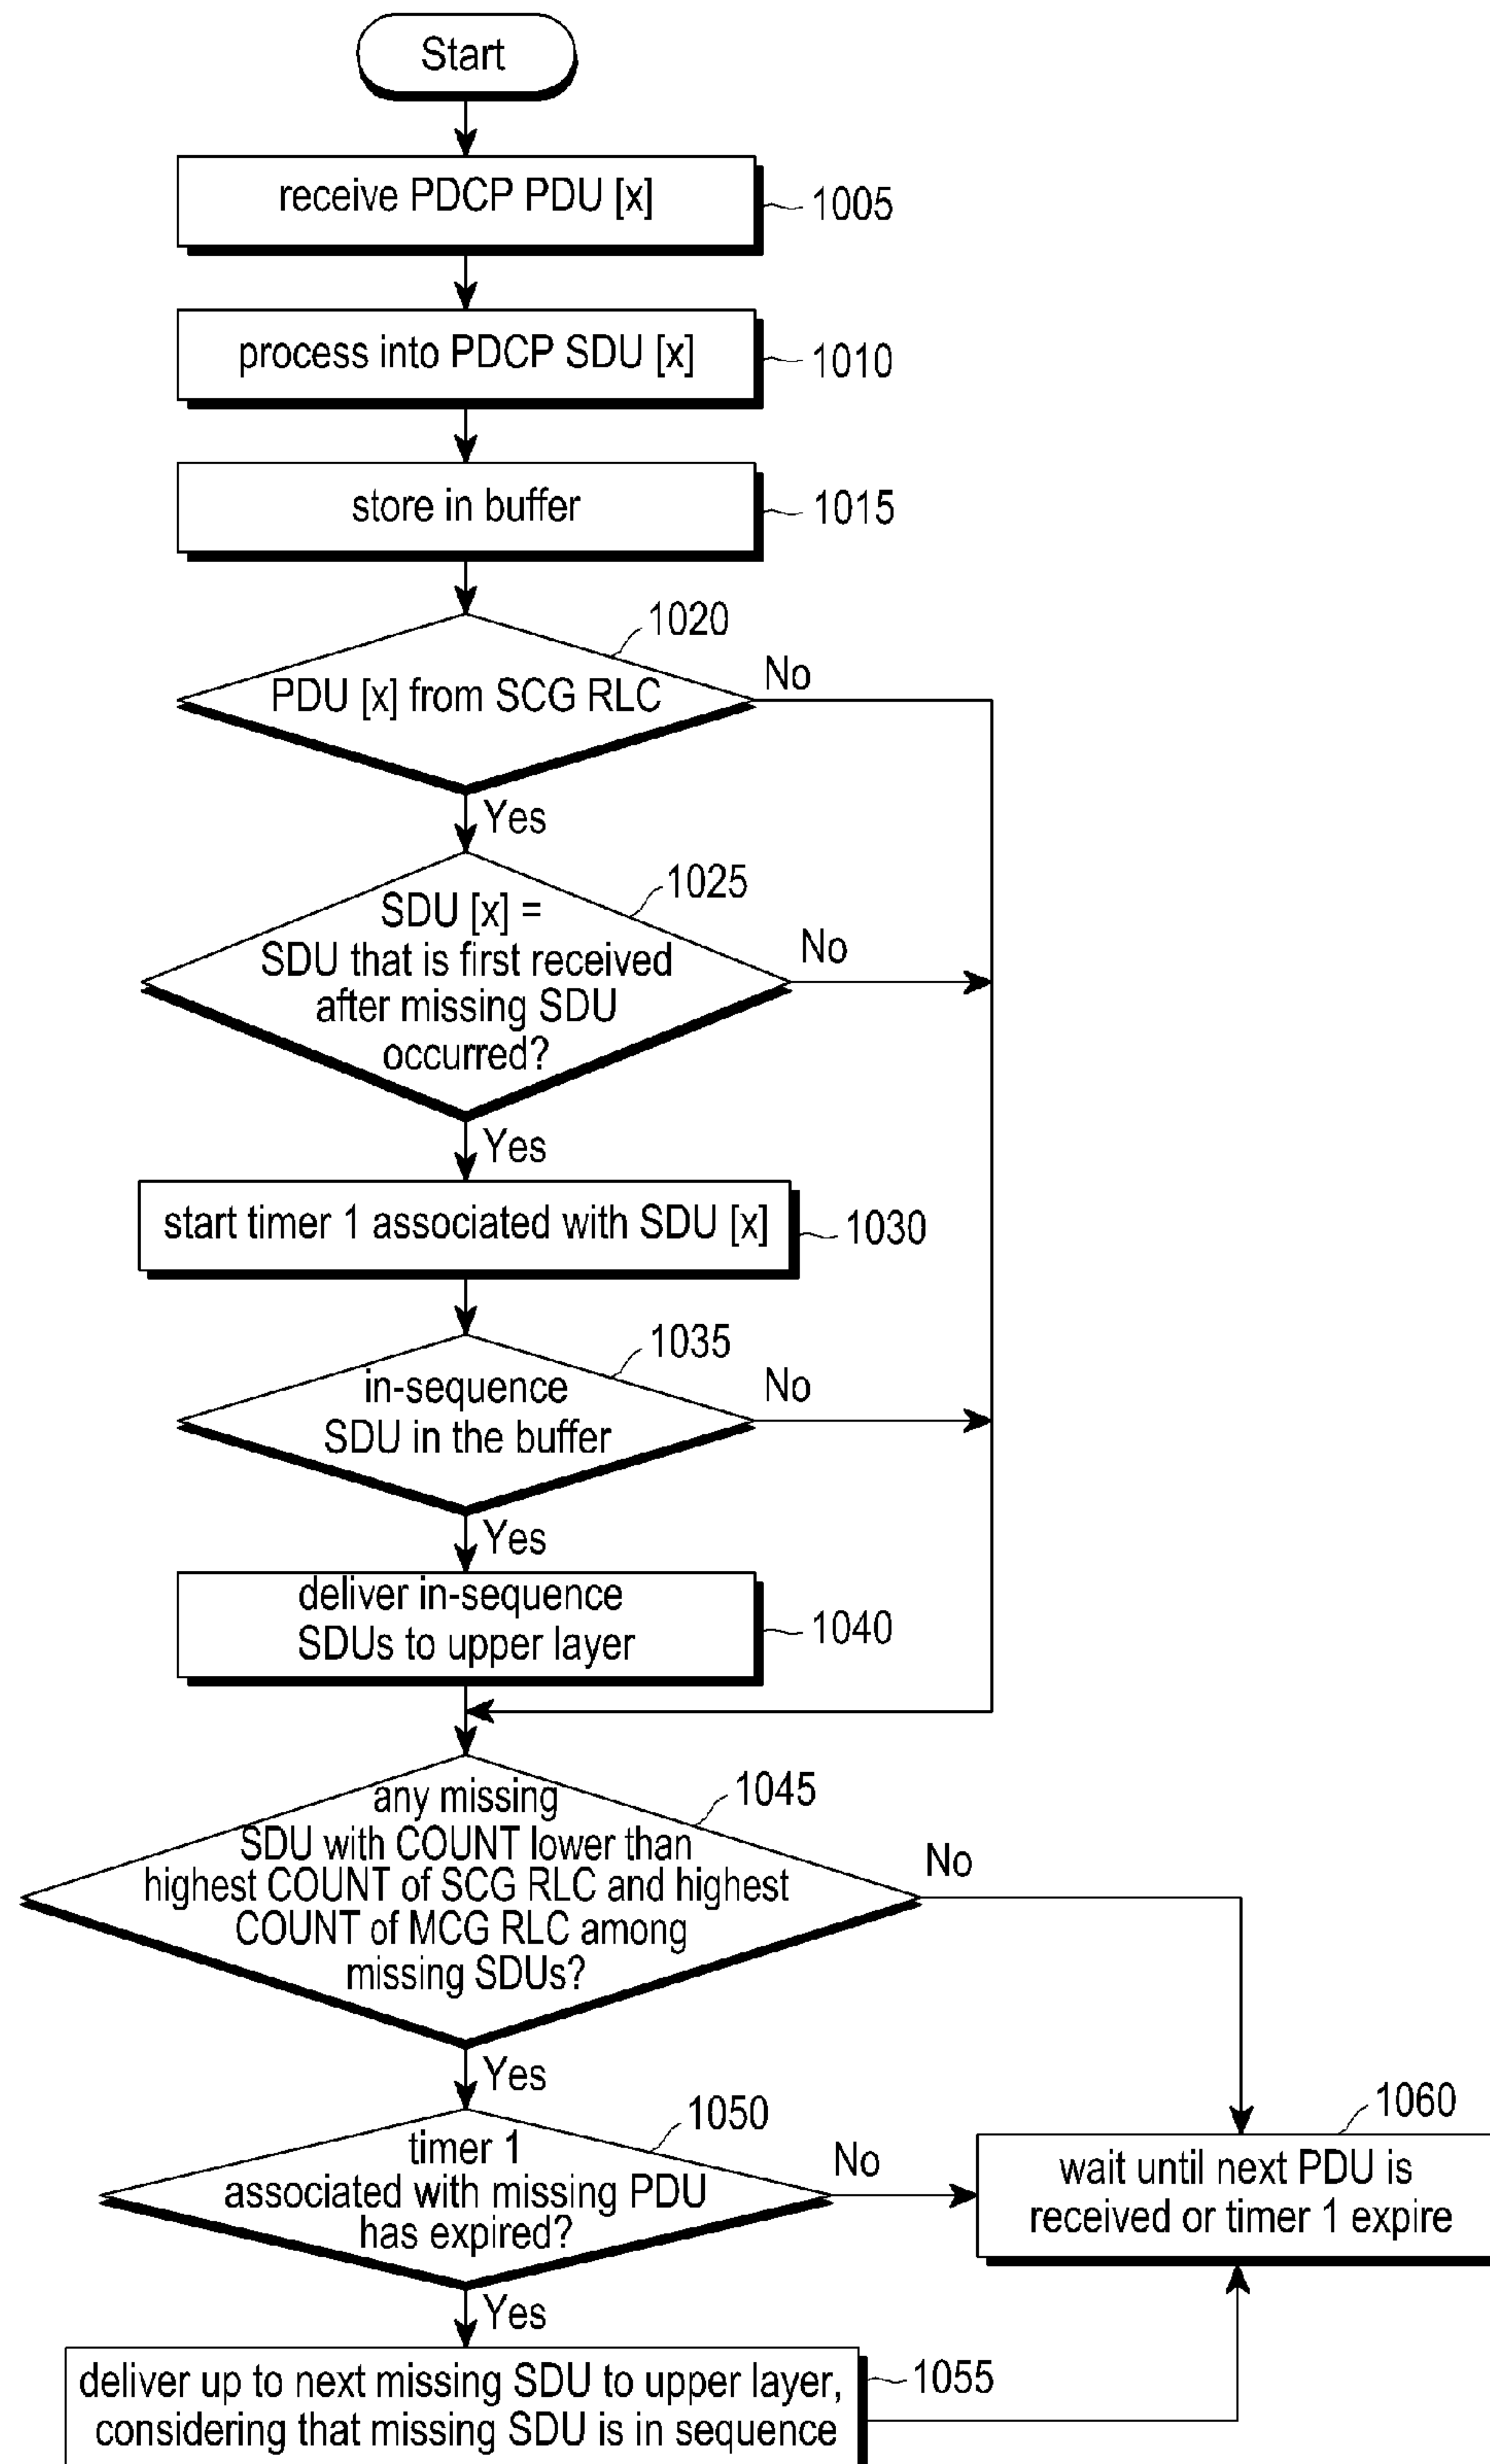 Start
receive PDCP PDU [x]
1005
process into PDCP SDU [x]
1010
store in buffer
1015
1020
PDU [x] from SCG RLC
No
Yes
1025
SDU [x] =
SDU that is first received
after missing SDU
occurred?
No
Yes
start timer 1 associated with SDU [x]
1030
1035
in-sequence
SDU in the buffer
No
Yes
deliver in-sequence
SDUs to upper layer
1040
1045
any missing
SDU with COUNT lower than
highest COUNT of SCG RLC and highest
COUNT of MCG RLC among
missing SDUs?
No
Yes
1050
timer 1
associated with missing PDU
has expired?
No
1060
wait until next PDU is
received or timer 1 expire
Yes
deliver up to next missing SDU to upper layer,
considering that missing SDU is in sequence
1055